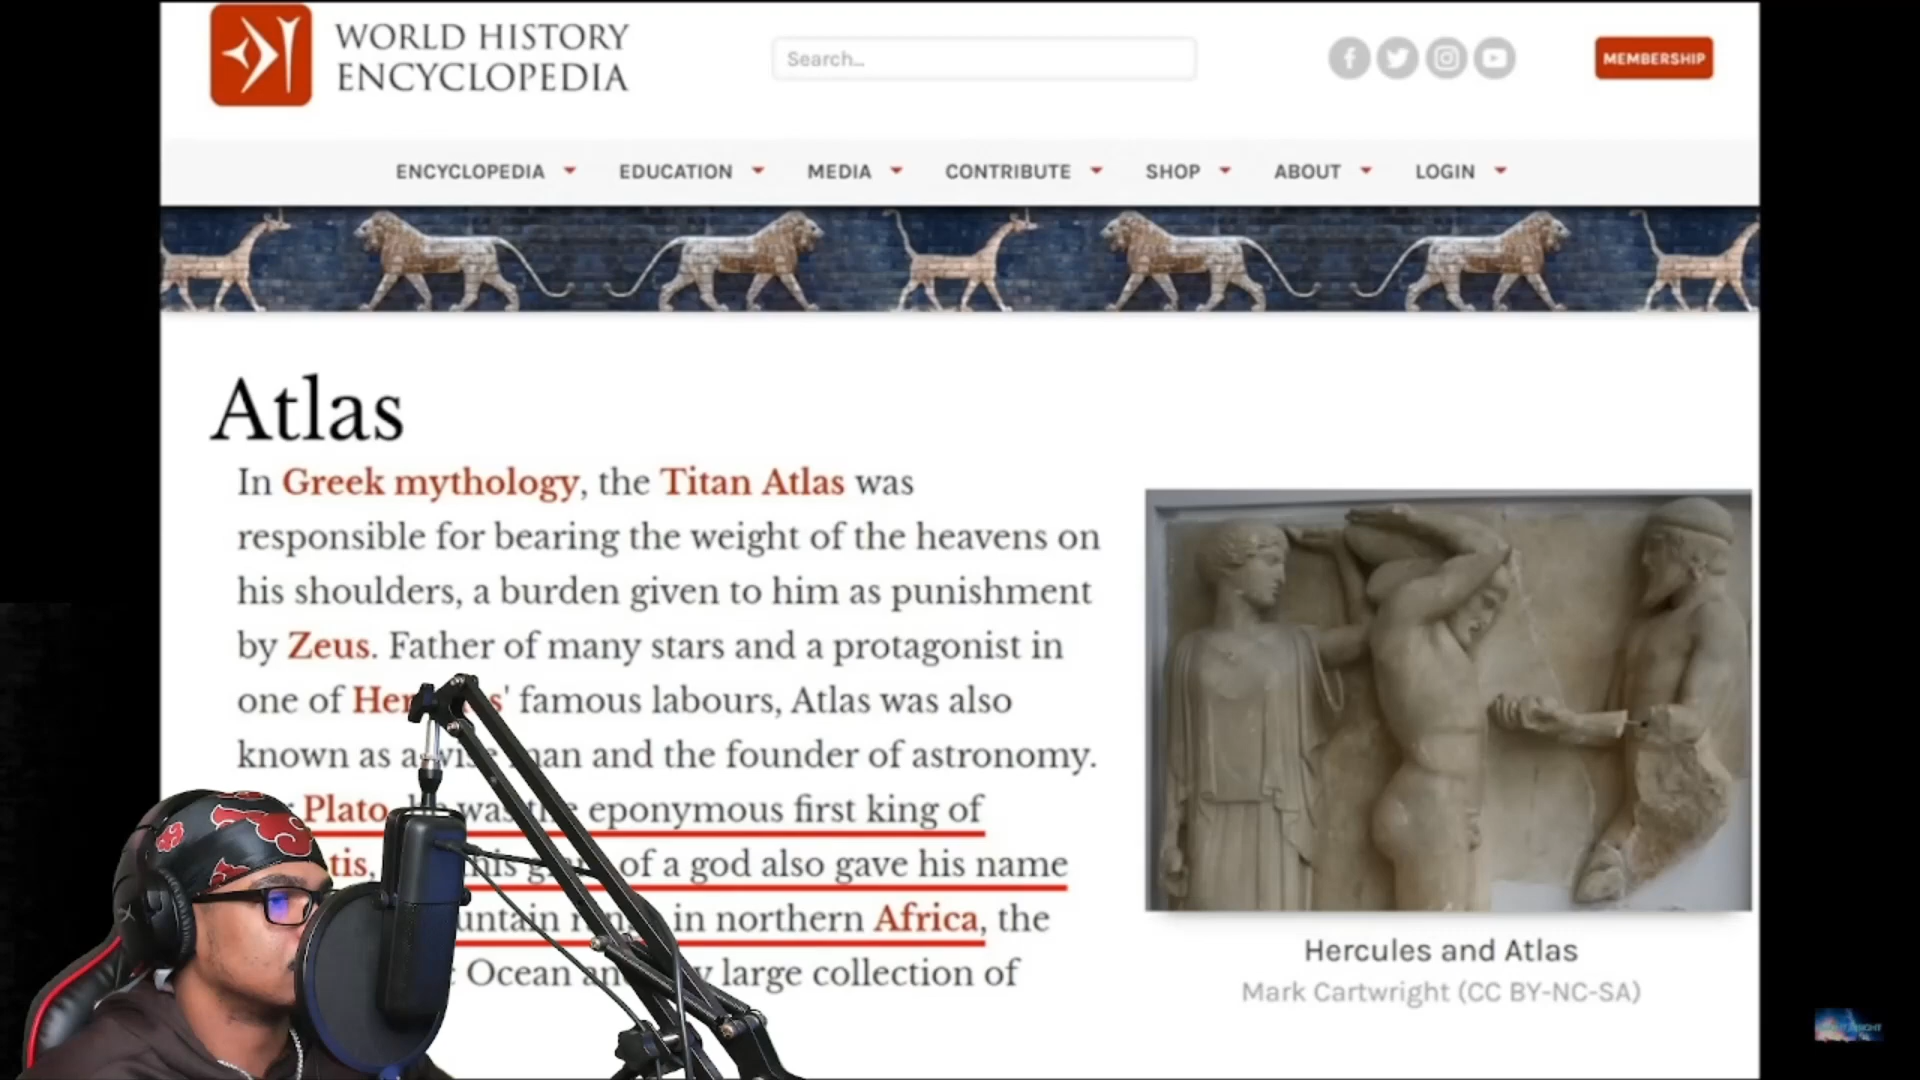 WORLD HISTORY
ENCYCLOPEDIA
Search...
MEMBERSHIP
ENCYCLOPEDIA
EDUCATION
MEDIA
CONTRIBUTE
SHOP
ABOUT
LOGIN
Atlas
In Greek mythology, the Titan Atlas was
responsible for bearing the weight of the heavens on
his shoulders, a burden given to him as punishment
by Zeus. Father of many stars and a protagonist in
one of famous labours, Atlas was also
known as a man and the founder of astronomy.
Plato was eponymous first king of
of a god also gave his name
in northern Africa, the
Ocean large collection of
Hercules and Atlas
Mark Cartwright (CC BY-NC-SA)